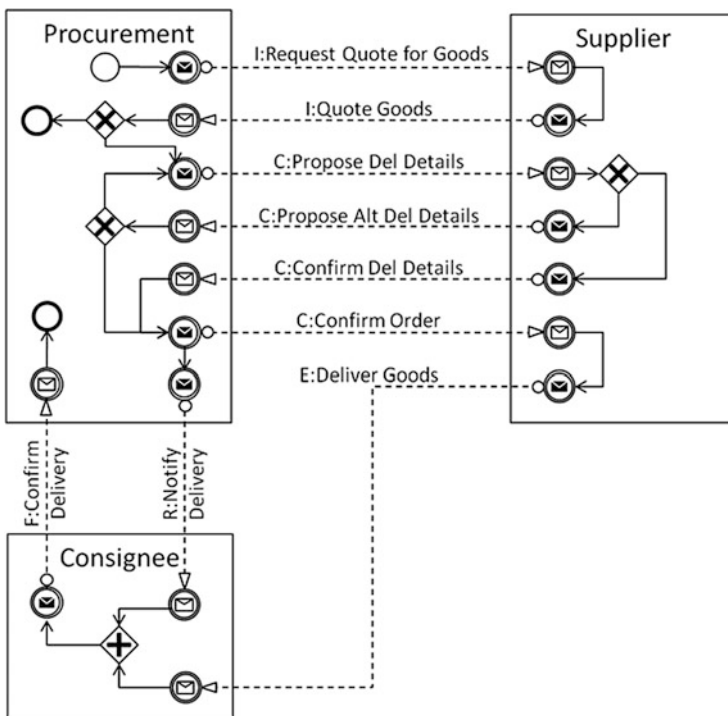 Procurement
Supplier
I:Request Quote for Goods
I:Quote Goods
C:Propose Del Details
C:Propose Alt Del Details
C:Confirm Del Details
C:Confirm Order
E:Deliver Goods
F:Confirm
Delivery
R:Notify
Delivery
Consignee